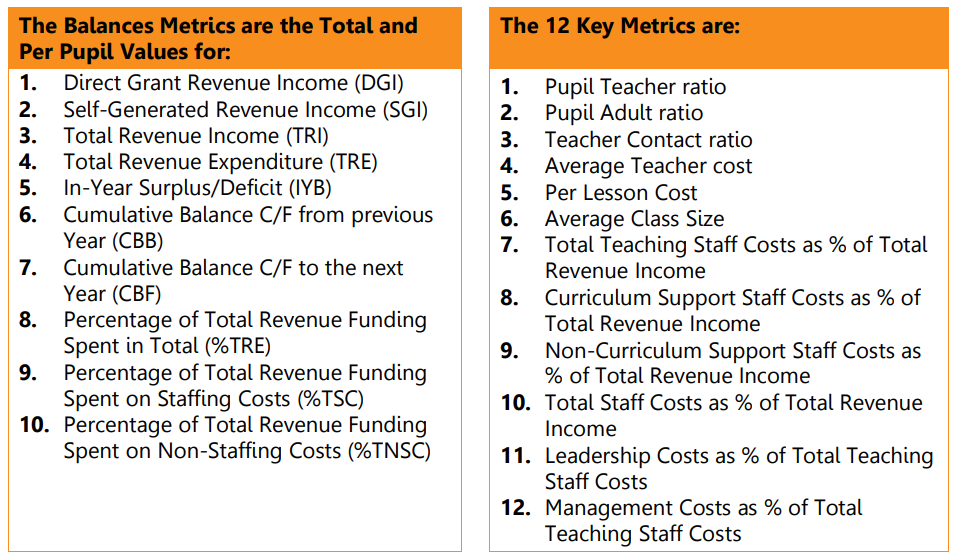 The Balances Metrics are the Total and
Per Pupil Values for:
1. Direct Grant Revenue Income (DGI)
2. Self-Generated Revenue Income (SGI)
3. Total Revenue Income (TRI)
4. Total Revenue Expenditure (TRE)
5. In-Year Surplus/Deficit (IYB)
6. Cumulative Balance C/F from previous
Year (CBB)
7. Cumulative Balance C/F to the next
Year (CBF)
8. Percentage of Total Revenue Funding
Spent in Total (%TRE)
9. Percentage of Total Revenue Funding
Spent on Staffing Costs (%TSC)
10. Percentage of Total Revenue Funding
Spent on Non-Staffing Costs (%TNSC)
The 12 Key Metrics are:
1. Pupil Teacher ratio
2. Pupil Adult ratio
3. Teacher Contact ratio
4. Average Teacher cost
5. Per Lesson Cost
6. Average Class Size
7. Total Teaching Staff Costs as % of Total
Revenue Income
8. Curriculum Support Staff Costs as % of
Total Revenue Income
9. Non-Curriculum Support Staff Costs as
% of Total Revenue Income
10. Total Staff Costs as % of Total Revenue
Income
11. Leadership Costs as % of Total Teaching
Staff Costs
12. Management Costs as % of Total
Teaching Staff Costs